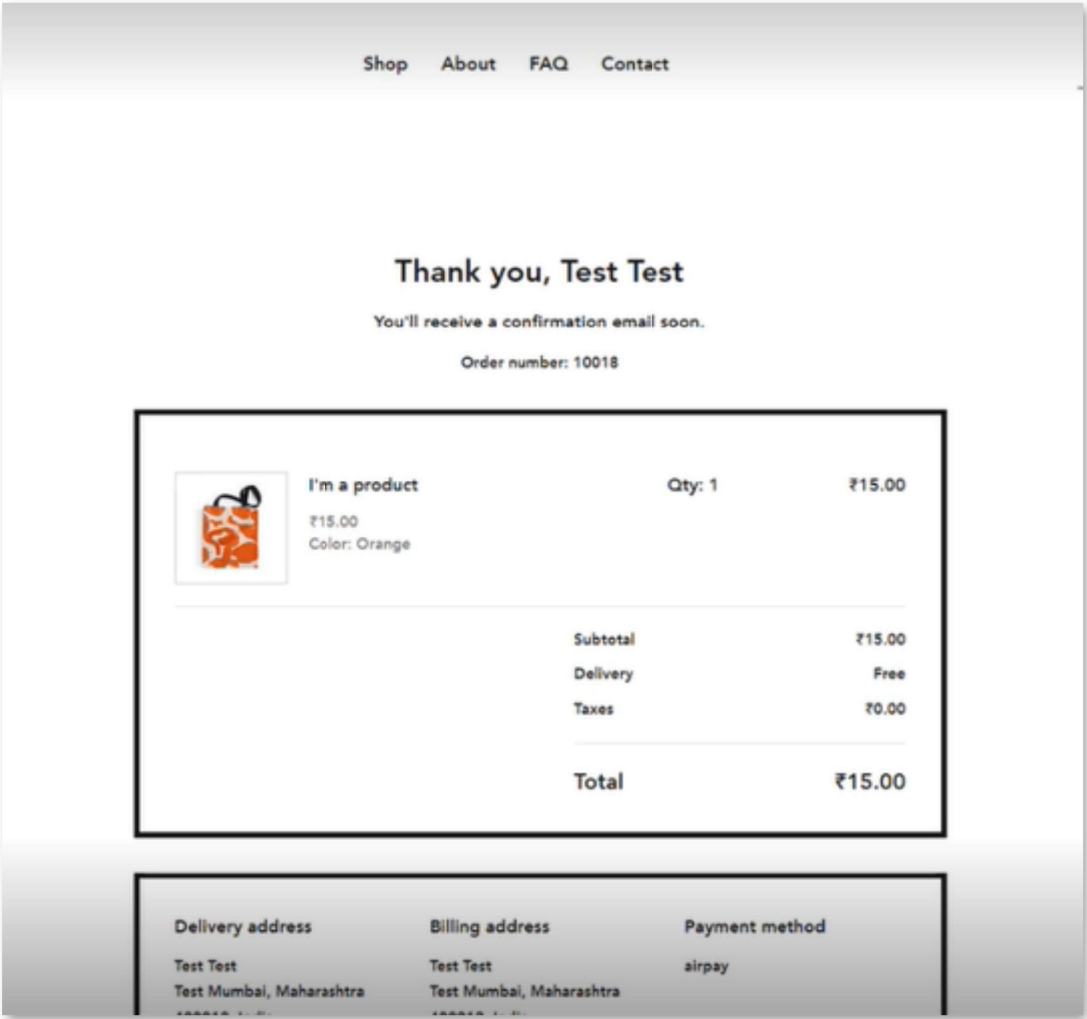 Shop About FAQ Contact
Thank you, Test Test
You'll receive a confirmation email soon.
Order number: 10018
I'm a product Qty: 1 ₹15.00
₹15.00
Color: Orange
Subtotal ₹15.00
Delivery Free
Taxes ₹0.00
Total ₹15.00
Delivery address Billing address Payment method
Test Test Test Test airpay
Test Mumbai, Maharashtra Test Mumbai, Maharashtra